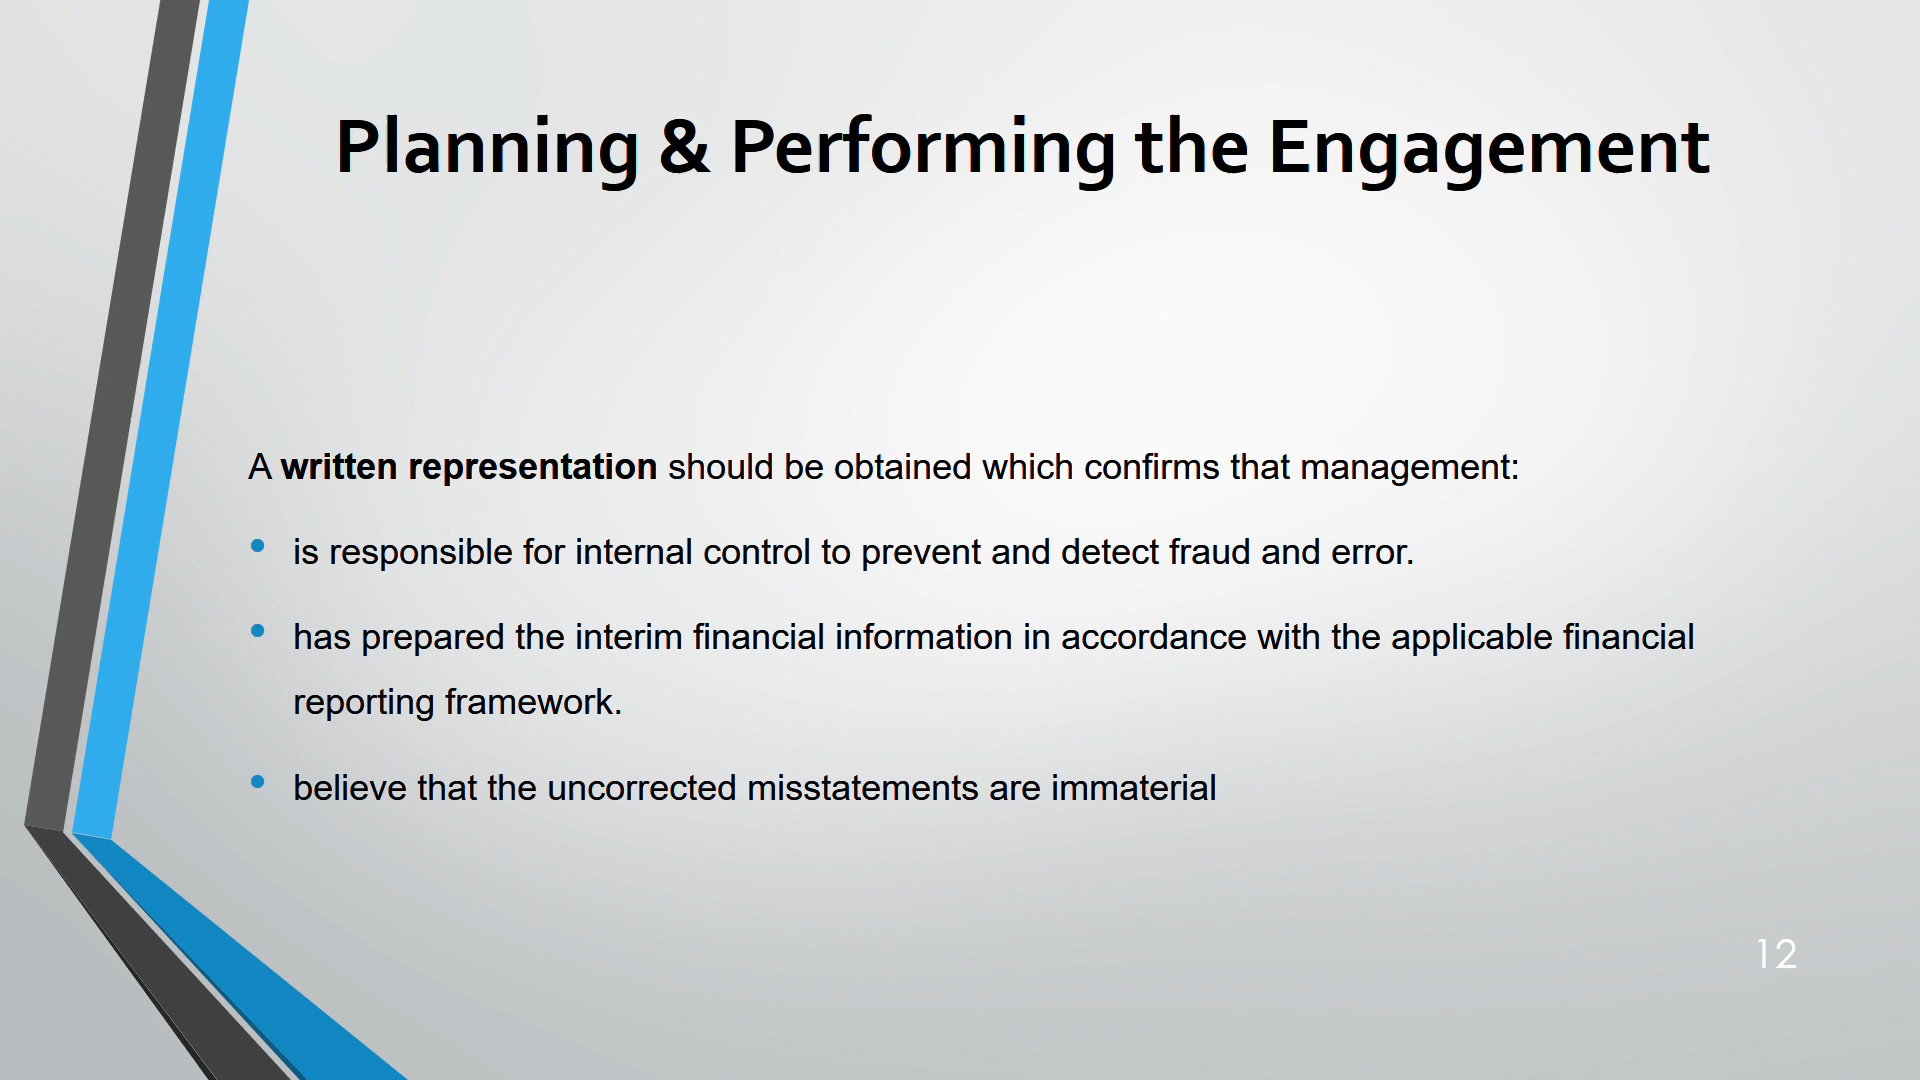 Planning & Performing the Engagement
A written representation should be obtained which confirms that management:
• is responsible for internal control to prevent and detect fraud and error.
• has prepared the interim financial information in accordance with the applicable financial
reporting framework.
• believe that the uncorrected misstatements are immaterial
12